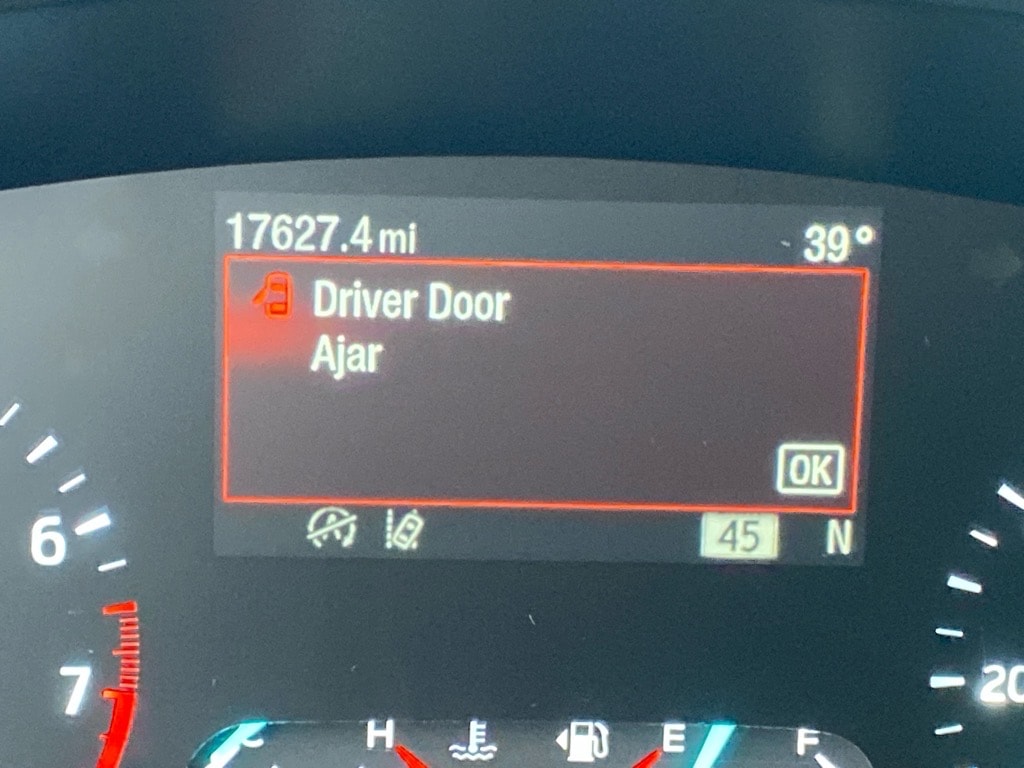 17627.4 mi
39°
Driver Door
Ajar
OK
45 N
6
7
20
C H E F